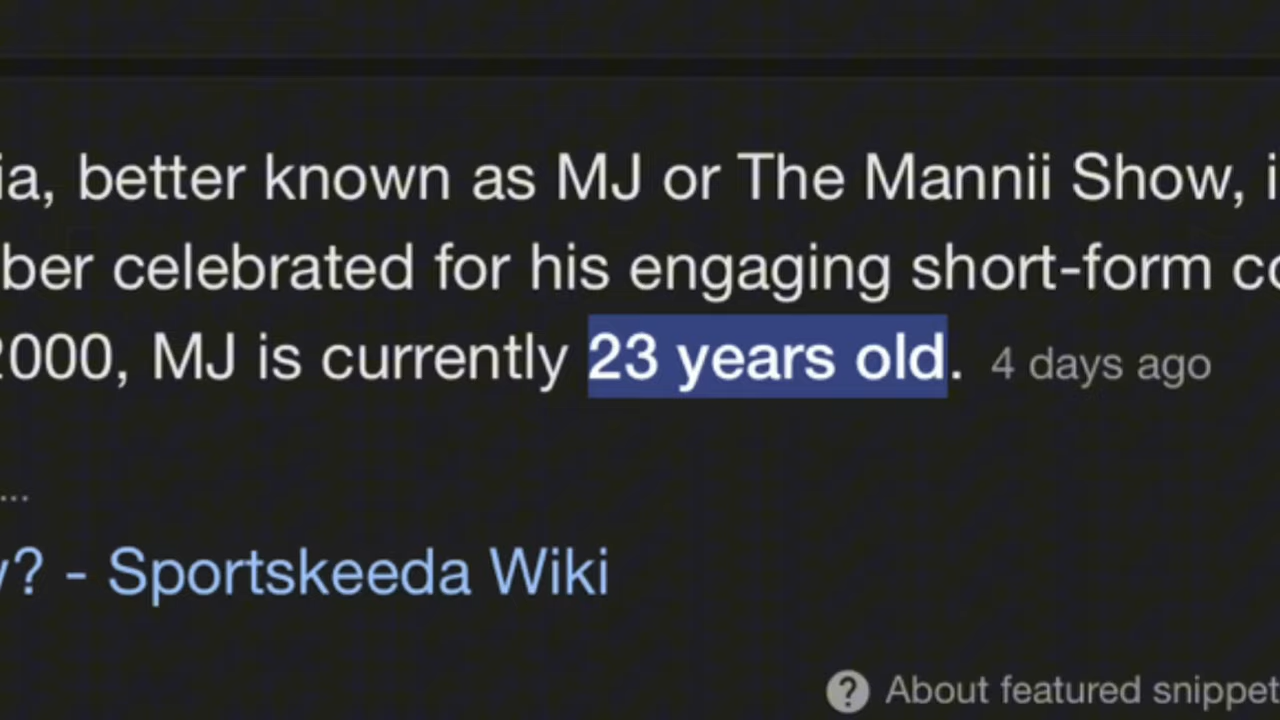 ia, better known as MJ or The Mannii Show, i
ber celebrated for his engaging short-form co
2000, MJ is currently 23 years old. 4 days ago
...
? - Sportskeeda Wiki
About featured snippet